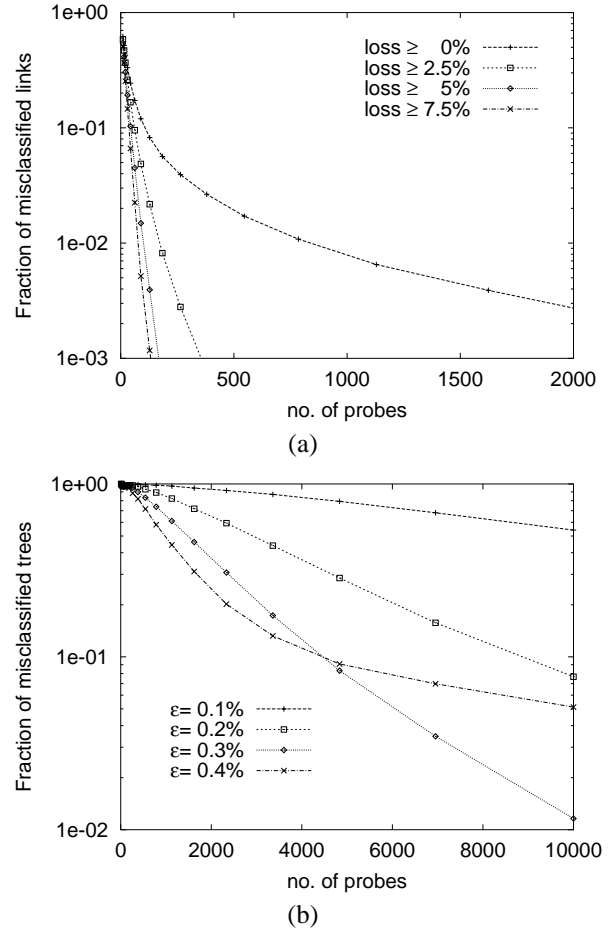 1e+00
1e-01
1e-02
1e-03
Fraction of misclassified links
loss ≥ 0%
loss ≥ 2.5%
loss ≥ 5%
loss ≥ 7.5%
0 500 1000 1500 2000
no. of probes
(a)
1e+00
1e-01
1e-02
Fraction of misclassified trees
ε= 0.1%
ε= 0.2%
ε= 0.3%
ε= 0.4%
0 2000 4000 6000 8000 10000
no. of probes
(b)